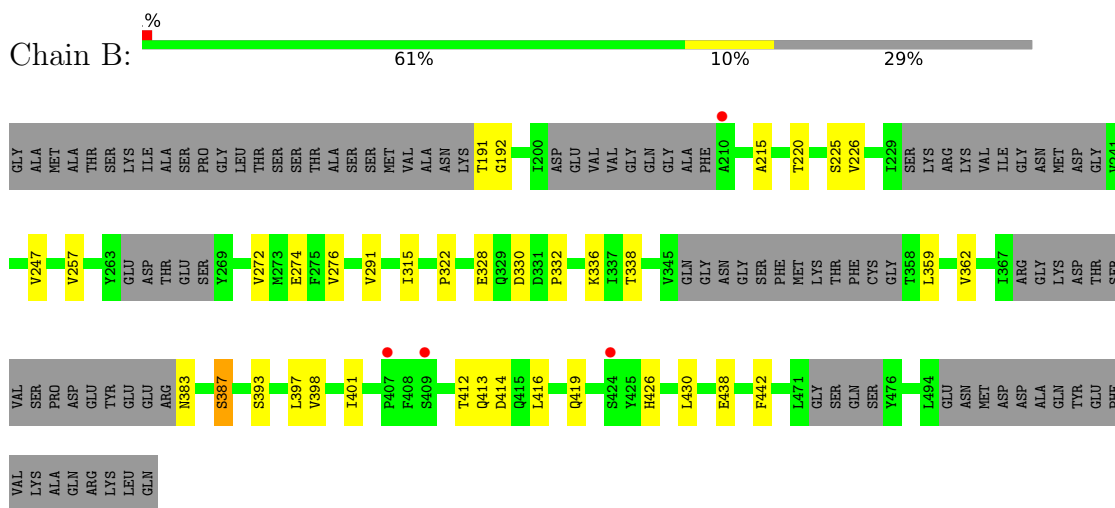 .%
Chain B:
61% 10% 29%
GLY ALA MET ALA THR SER LYS ILE ALA SER PRO GLY LEU THR SER SER THR ALA SER SER MET VAL ALA ASN LYS T191 G192 I200 ASP GLU VAL VAL GLY GLN GLY ALA PHE A210 A215 T220 S225 V226 I229 SER LYS ARG LYS VAL ILE GLY ASN MET ASP GLY V241
V247 V257 Y263 GLU ASP THR GLU SER Y269 V272 M273 E274 F275 V276 V291 I315 P322 E328 Q329 D330 D331 P332 K336 I337 T338 V345 GLN GLY ASN GLY SER PHE MET LYS THR PHE CYS GLY T358 L359 V362 I367 ARG GLY LYS ASP THR SER
VAL SER PRO ASP GLU TYR GLU GLU ARG N383 S387 S393 L397 V398 I401 P407 F408 S409 T412 Q413 D414 Q415 L416 Q419 S424 Y425 H426 L430 E438 F442 L471 GLY SER GLN SER Y476 L494 GLU ASN MET ASP ASP ALA GLN TYR GLU PHE
VAL LYS ALA GLN ARG LYS LEU GLN